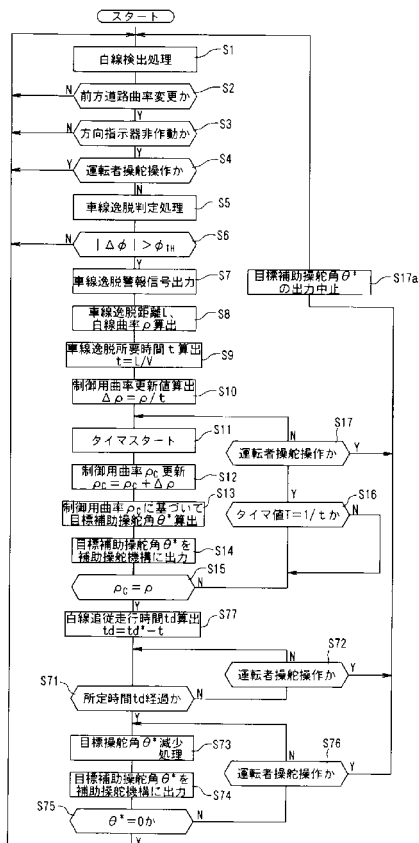 スタート
白線検出処理
S1
前方道路曲率変更か
S2
N
Y
方向指示器非作動か
S3
N
Y
運転者操舵操作か
S4
Y
N
車線逸脱判定処理
S5
|Δφ|>φTH
S6
N
Y
車線逸脱警報信号出力
S7
車線逸脱距離L、
白線曲率ρ算出
S8
車線逸脱所要時間t算出
t=L/V
S9
制御用曲率更新値算出
Δρ=ρ/t
S10
タイマスタート
S11
制御用曲率ρC更新
ρC=ρC+Δρ
S12
制御用曲率ρCに基づいて
目標補助操舵角θ*算出
S13
目標補助操舵角θ*を
補助操舵機構に出力
S14
ρC=ρ
S15
N
Y
タイマ値T=1/tか
S16
N
Y
運転者操舵操作か
S17
N
Y
目標補助操舵角θ*
の出力中止
S17a
白線追従走行時間td算出
td=td*-t
S77
所定時間td経過か
S71
N
Y
運転者操舵操作か
S72
N
Y
目標操舵角θ*減少
処理
S73
目標補助操舵角θ*を
補助操舵機構に出力
S74
θ*=0か
S75
N
Y
運転者操舵操作か
S76
N
Y